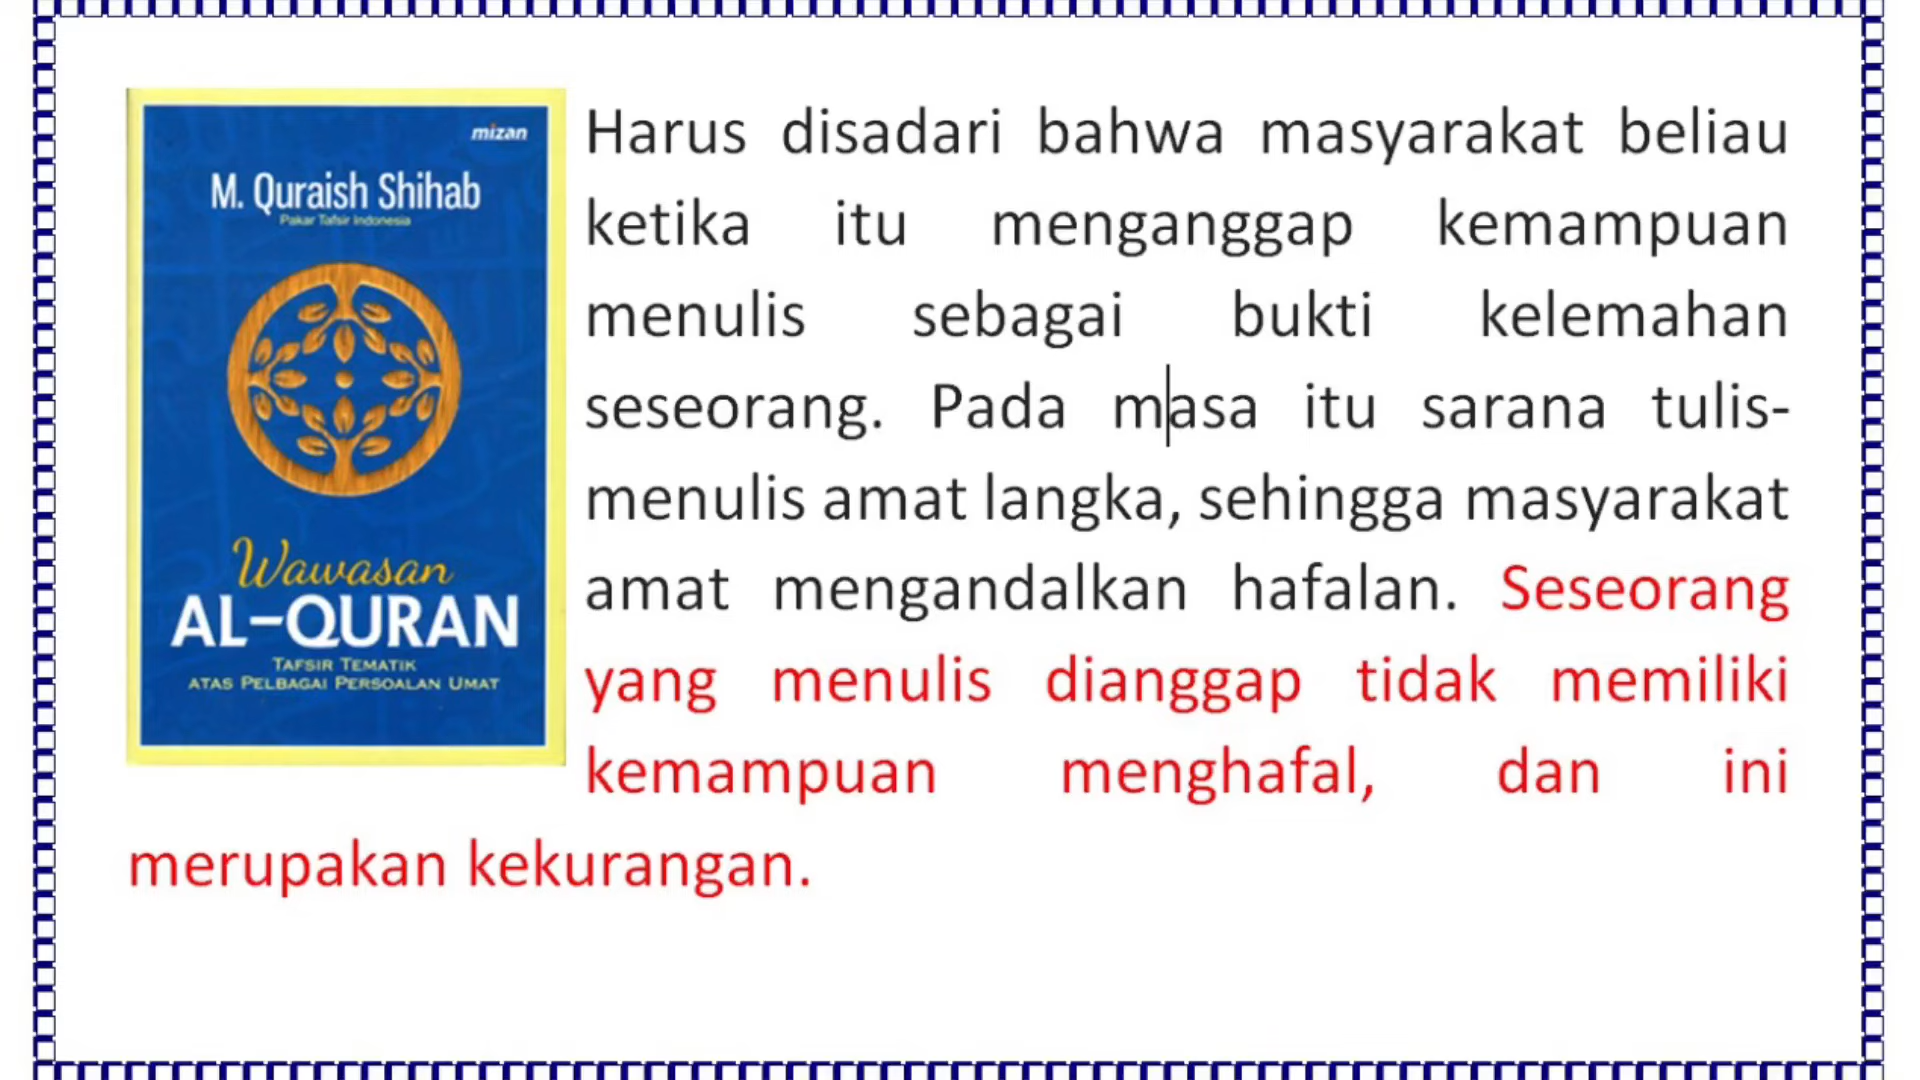 mizan
M. Quraish Shihab
Pakar Tafsir Indonesia
Wawasan
AL-QURAN
TAFSIR TEMATIK
ATAS PELBAGAI PERSOALAN UMAT
Harus disadari bahwa masyarakat beliau
ketika itu menganggap kemampuan
menulis sebagai bukti kelemahan
seseorang. Pada masa itu sarana tulis-
menulis amat langka, sehingga masyarakat
amat mengandalkan hafalan. Seseorang
yang menulis dianggap tidak memiliki
kemampuan menghafal, dan ini
merupakan kekurangan.